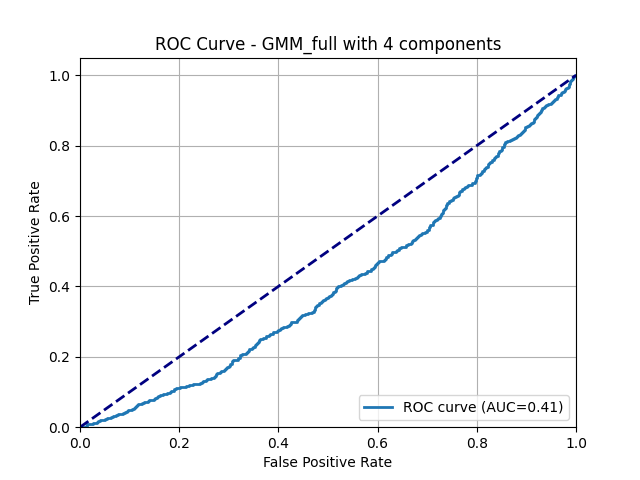 ROC Curve - GMM_full with 4 components
1.0
0.8
0.6
0.4
0.2
0.0
True Positive Rate
ROC curve (AUC=0.41)
0.0 0.2 0.4 0.6 0.8 1.0
False Positive Rate